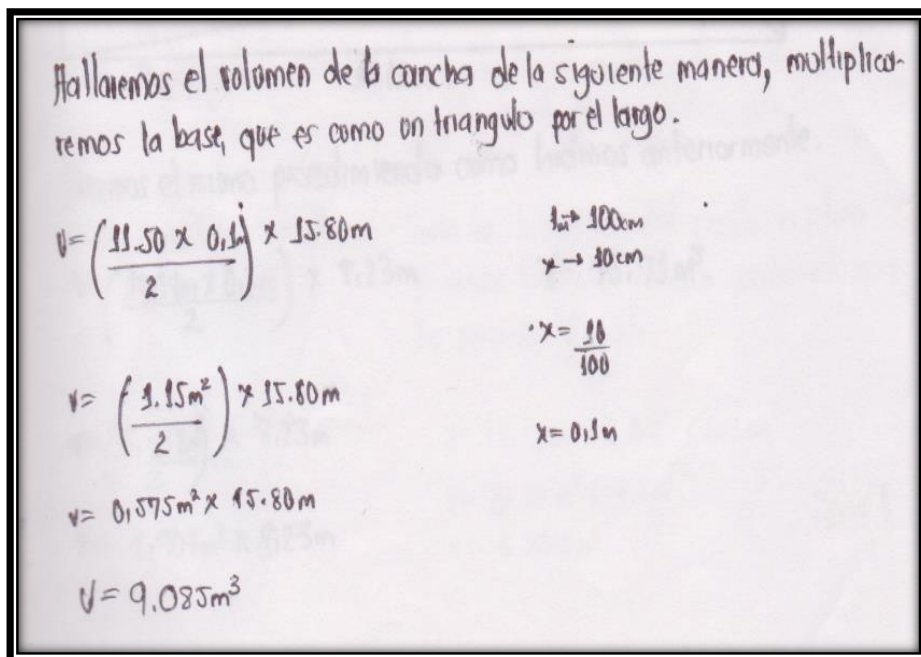 Hallaremos el volumen de la cancha de la siguiente manera, multiplica-
remos la base, que es como un triangulo por el largo.
V= (11.50 x 0,1m / 2) x 15.80m
1m → 100cm
x → 10cm
x = 10/100
V= (1.15m² / 2) x 15.80m
x= 0,1m
V= 0,575m² x 15.80m
V= 9.085m³